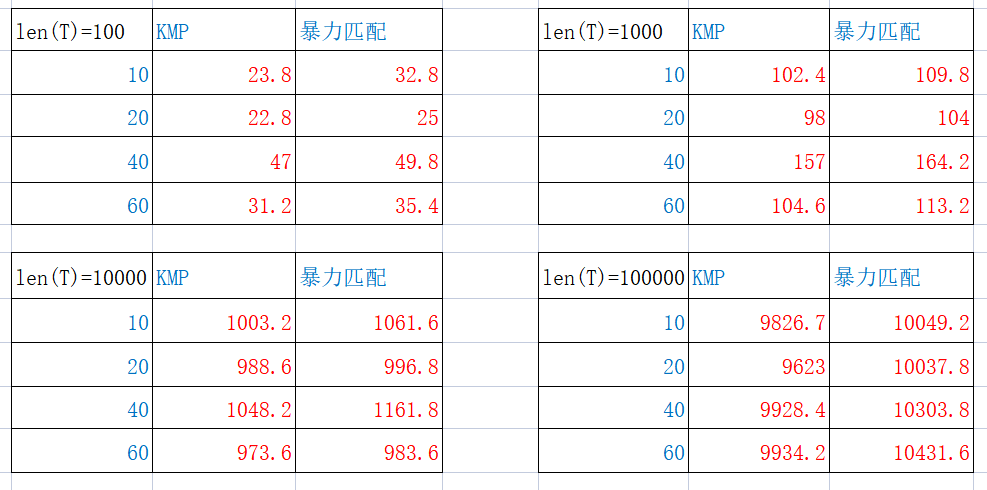 len(T)=100 KMP 暴力匹配
10 23.8 32.8
20 22.8 25
40 47 49.8
60 31.2 35.4
len(T)=1000 KMP 暴力匹配
10 102.4 109.8
20 98 104
40 157 164.2
60 104.6 113.2
len(T)=10000 KMP 暴力匹配
10 1003.2 1061.6
20 988.6 996.8
40 1048.2 1161.8
60 973.6 983.6
len(T)=100000 KMP 暴力匹配
10 9826.7 10049.2
20 9623 10037.8
40 9928.4 10303.8
60 9934.2 10431.6